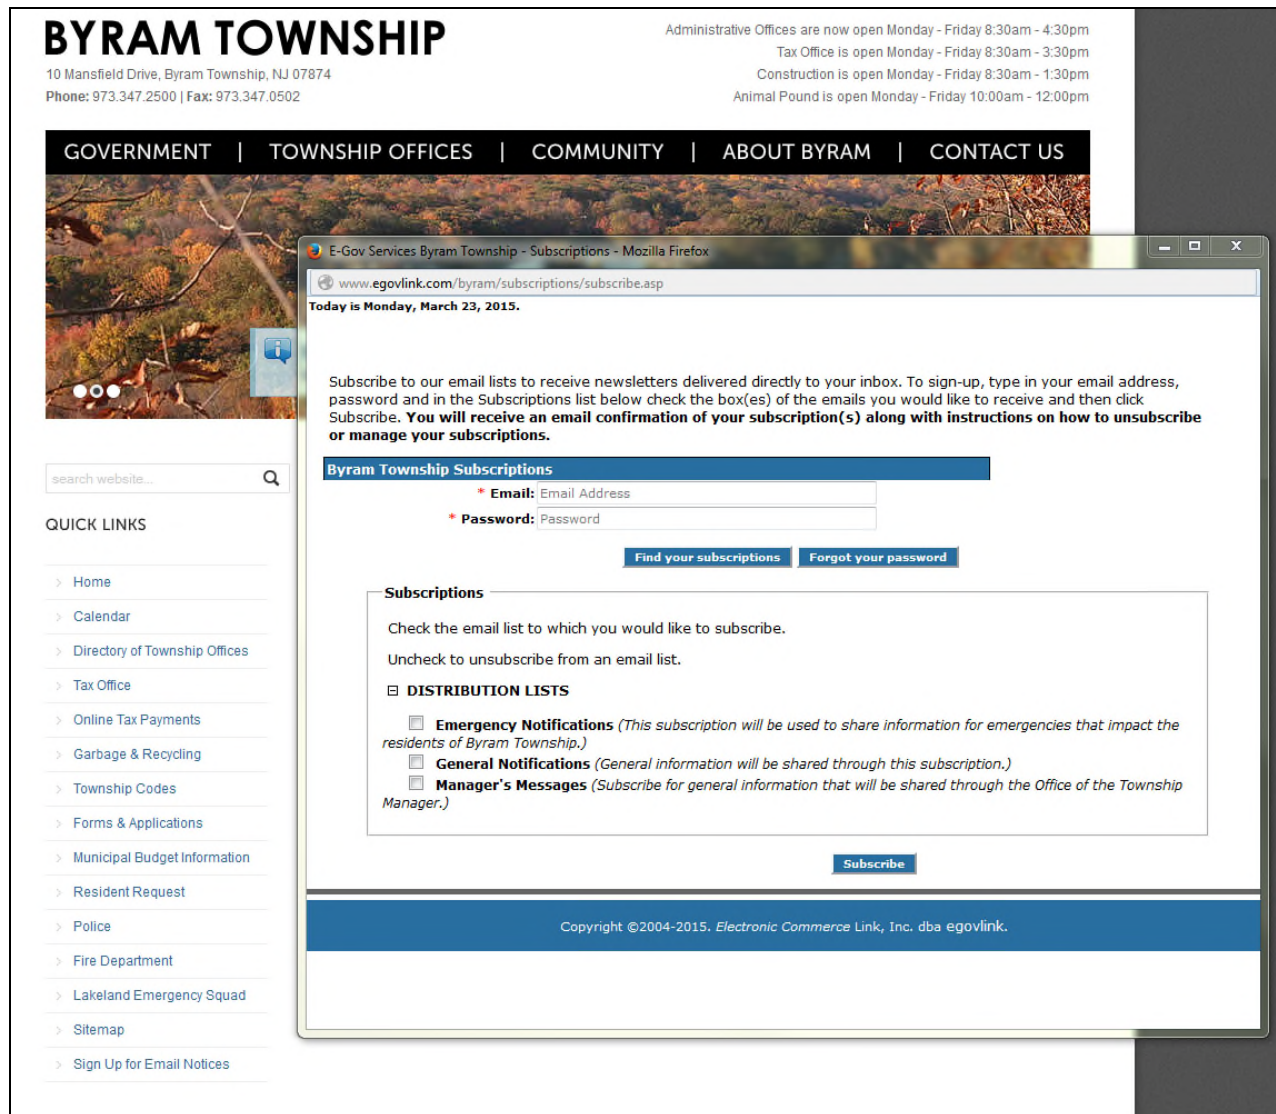 BYRAM TOWNSHIP
10 Mansfield Drive, Byram Township, NJ 07874
Phone: 973.347.2500 | Fax: 973.347.0502
Administrative Offices are now open Monday - Friday 8:30am - 4:30pm
Tax Office is open Monday - Friday 8:30am - 3:30pm
Construction is open Monday - Friday 8:30am - 1:30pm
Animal Pound is open Monday - Friday 10:00am - 12:00pm
GOVERNMENT | TOWNSHIP OFFICES | COMMUNITY | ABOUT BYRAM | CONTACT US
E-Gov Services Byram Township - Subscriptions - Mozilla Firefox
www.egovlink.com/byram/subscriptions/subscribe.asp
Today is Monday, March 23, 2015.
Subscribe to our email lists to receive newsletters delivered directly to your inbox. To sign-up, type in your email address,
password and in the Subscriptions list below check the box(es) of the emails you would like to receive and then click
Subscribe. You will receive an email confirmation of your subscription(s) along with instructions on how to unsubscribe
or manage your subscriptions.
Byram Township Subscriptions
* Email: Email Address
* Password: Password
Find your subscriptions Forgot your password
Subscriptions
Check the email list to which you would like to subscribe.
Uncheck to unsubscribe from an email list.
DISTRIBUTION LISTS
Emergency Notifications (This subscription will be used to share information for emergencies that impact the
residents of Byram Township.)
General Notifications (General information will be shared through this subscription.)
Manager's Messages (Subscribe for general information that will be shared through the Office of the Township
Manager.)
Subscribe
Copyright ©2004-2015. Electronic Commerce Link, Inc. dba egovlink.
search website...
QUICK LINKS
Home
Calendar
Directory of Township Offices
Tax Office
Online Tax Payments
Garbage & Recycling
Township Codes
Forms & Applications
Municipal Budget Information
Resident Request
Police
Fire Department
Lakeland Emergency Squad
Sitemap
Sign Up for Email Notices